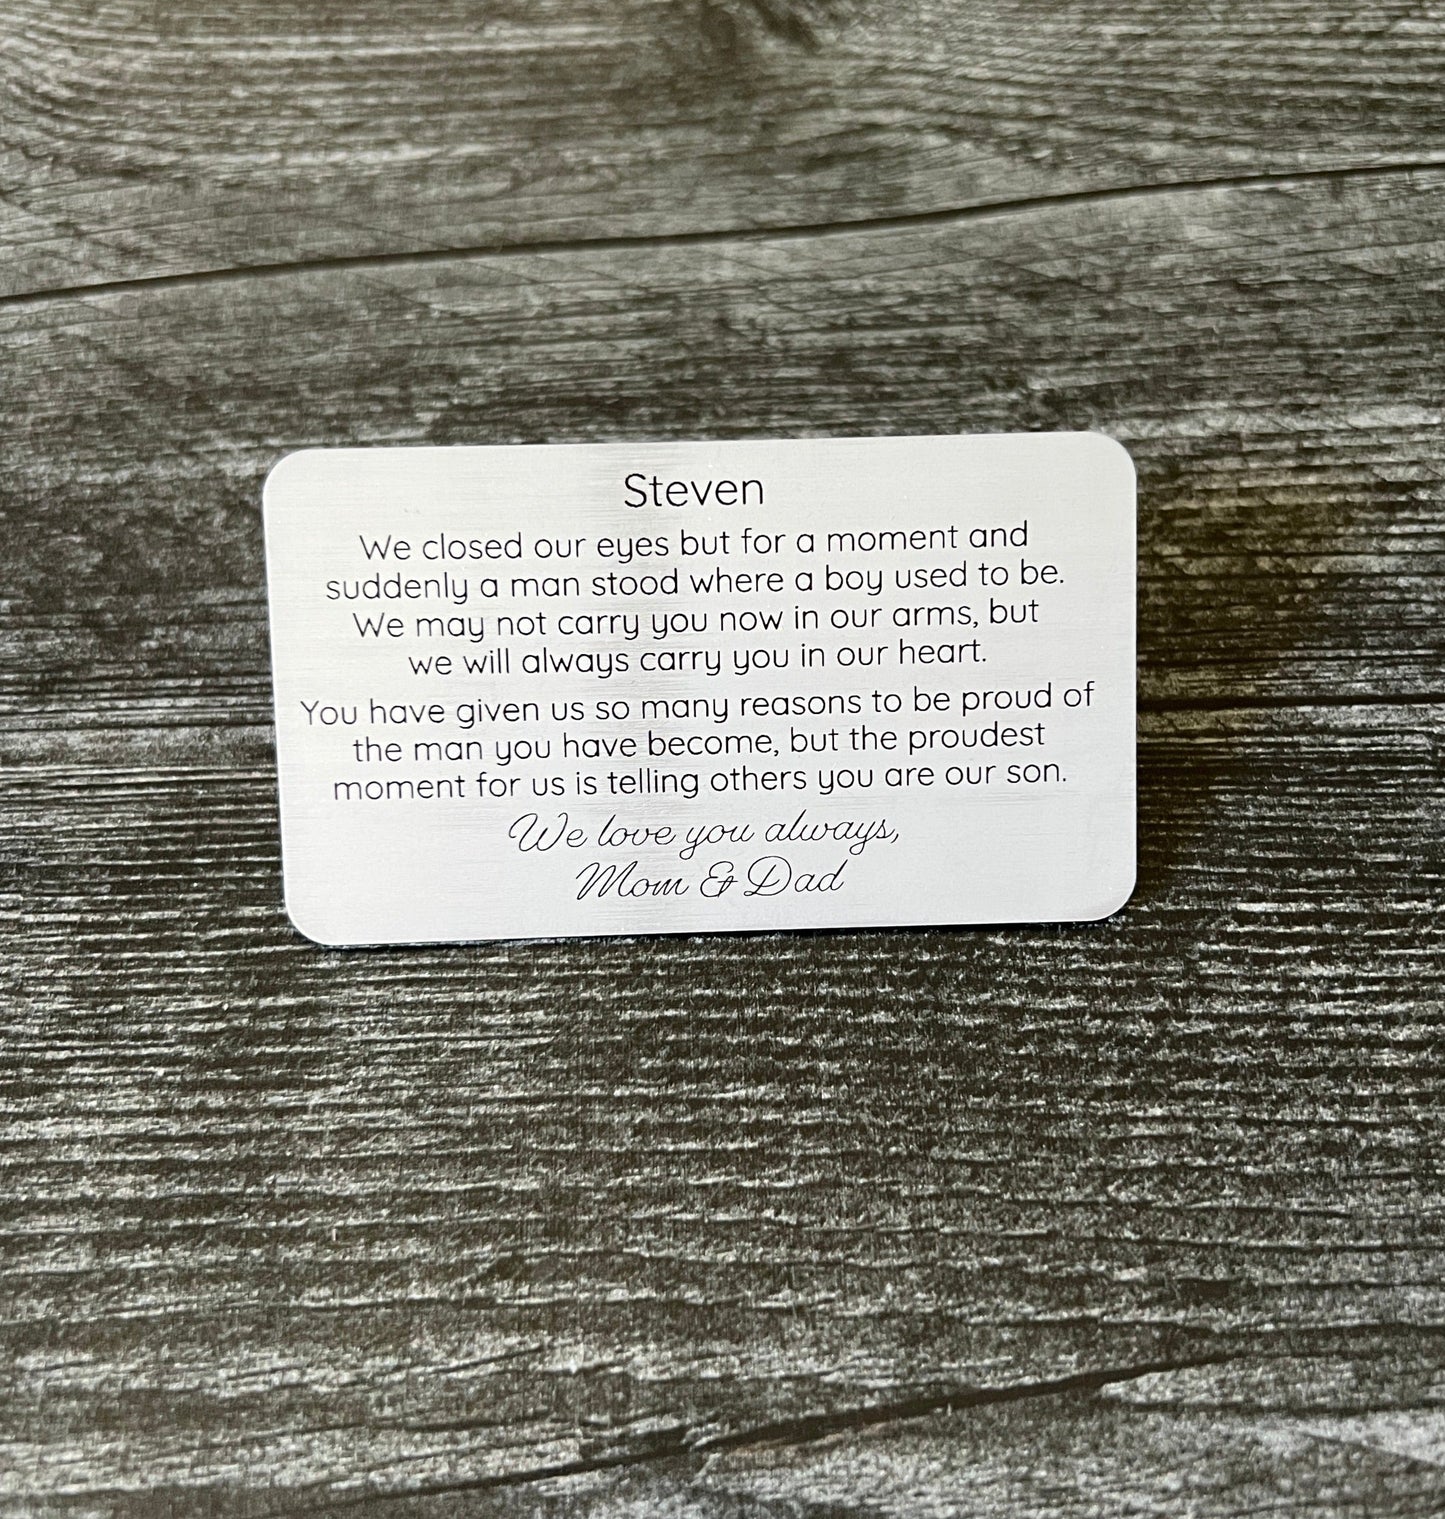 Steven
We closed our eyes but for a moment and
suddenly a man stood where a boy used to be.
We may not carry you now in our arms, but
we will always carry you in our heart.
You have given us so many reasons to be proud of
the man you have become, but the proudest
moment for us is telling others you are our son.
We love you always,
Mom & Dad